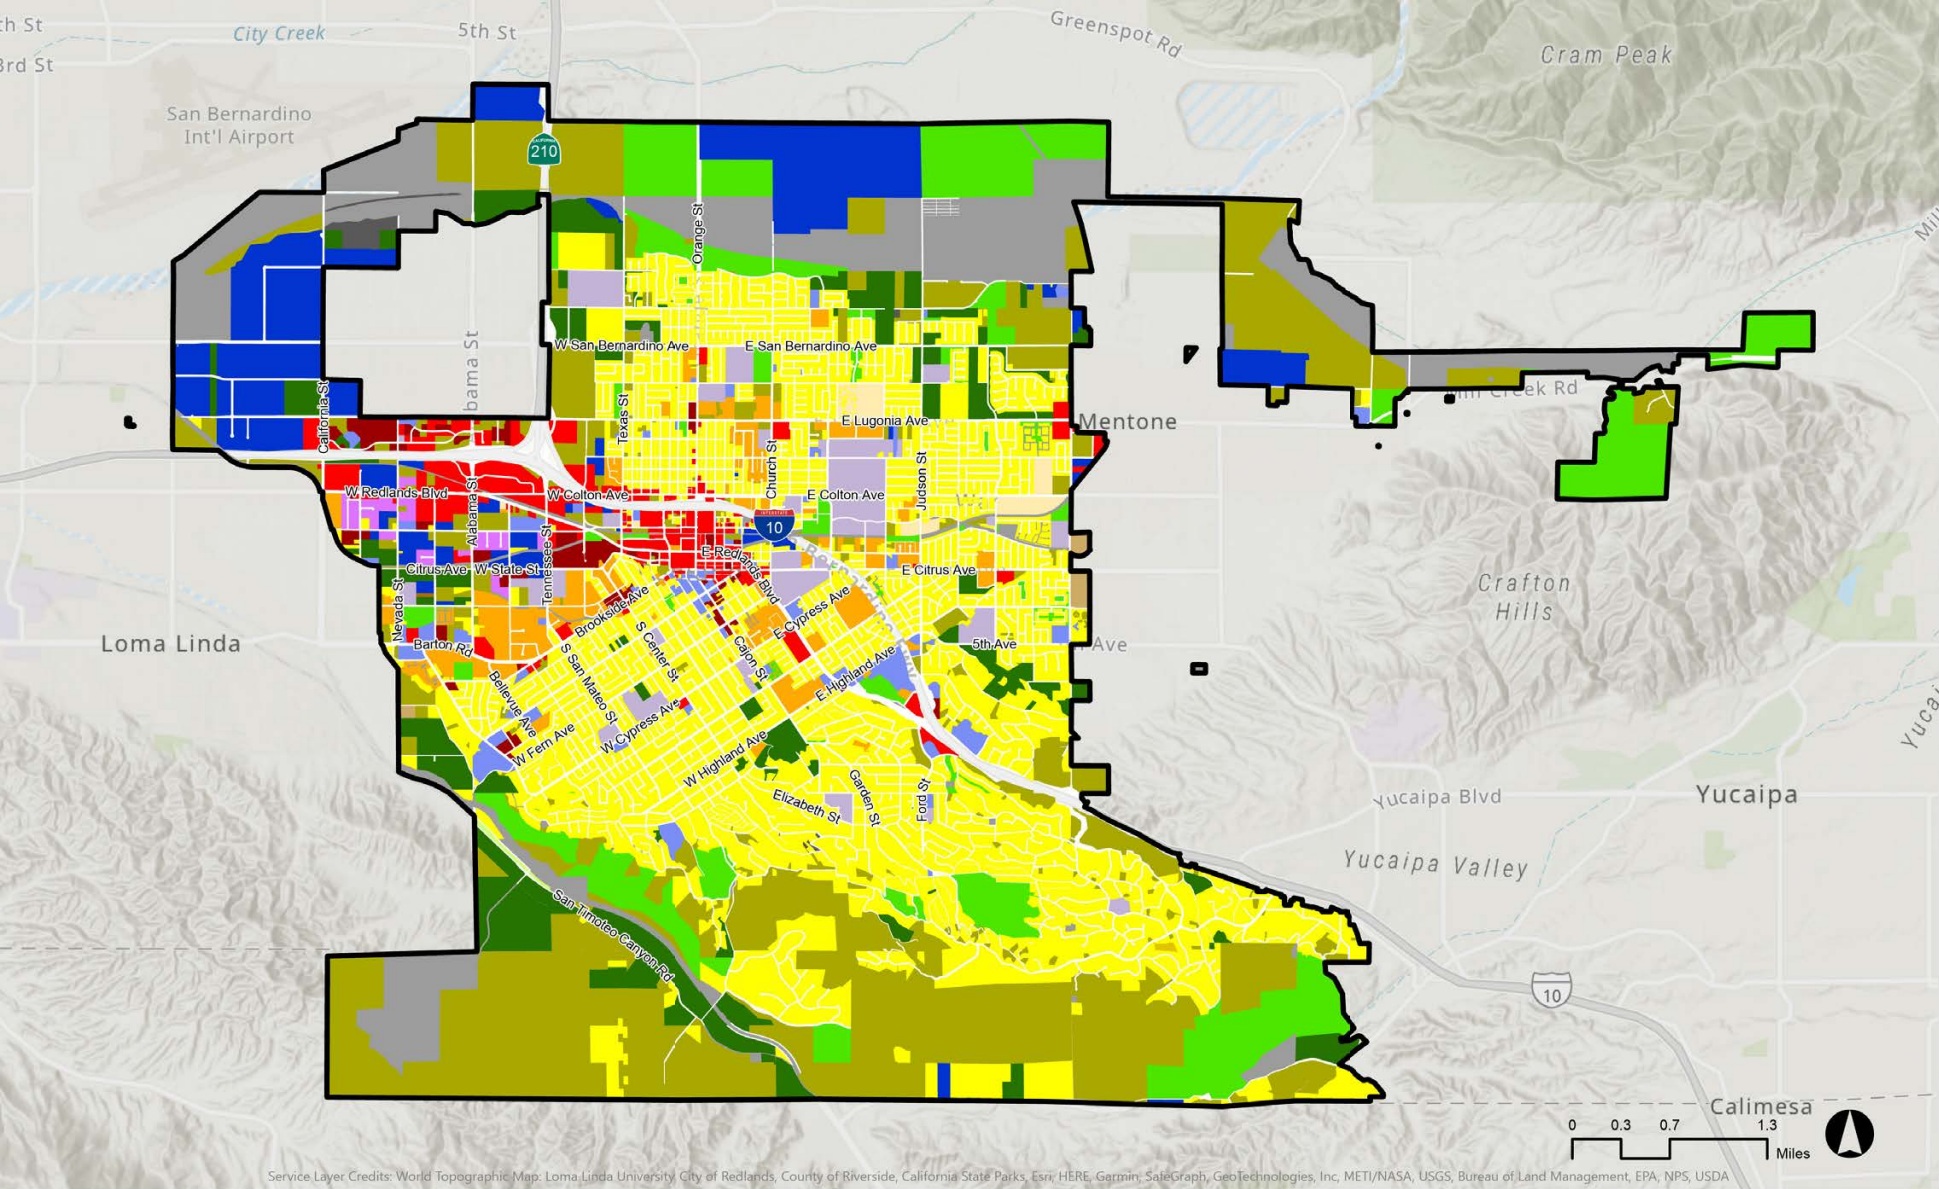 th St
City Creek
5th St
Greenspot Rd
3rd St
Cram Peak
San Bernardino
Int'l Airport
CALIFORNIA
210
Orange St
W San Bernardino Ave
E San Bernardino Ave
bama St
California St
Texas St
E Lugonia Ave
Mentone
Church St
Judson St
W Redlands Blvd
W Colton Ave
E Colton Ave
Alabama St
INTERSTATE
10
Tennessee St
E Redlands Blvd
Citrus Ave
W State St
E Citrus Ave
Crafton
Hills
Nevada St
Brookside Ave
E Cypress Ave
Loma Linda
Barton Rd
S Center St
Cajon St
5th Ave
Ave
S San Mateo St
E Highland Ave
Bellevue Ave
W Fern Ave
W Cypress Ave
W Highland Ave
Elizabeth St
Garden St
Ford St
Yucaipa Blvd
Yucaipa
Yucaipa Valley
San Timoteo Canyon Rd
10
Calimesa
0 0.3 0.7 1.3
Miles
Service Layer Credits: World Topographic Map: Loma Linda University, City of Redlands, County of Riverside, California State Parks, Esri, HERE, Garmin, SafeGraph, GeoTechnologies, Inc, METI/NASA, USGS, Bureau of Land Management, EPA, NPS, USDA